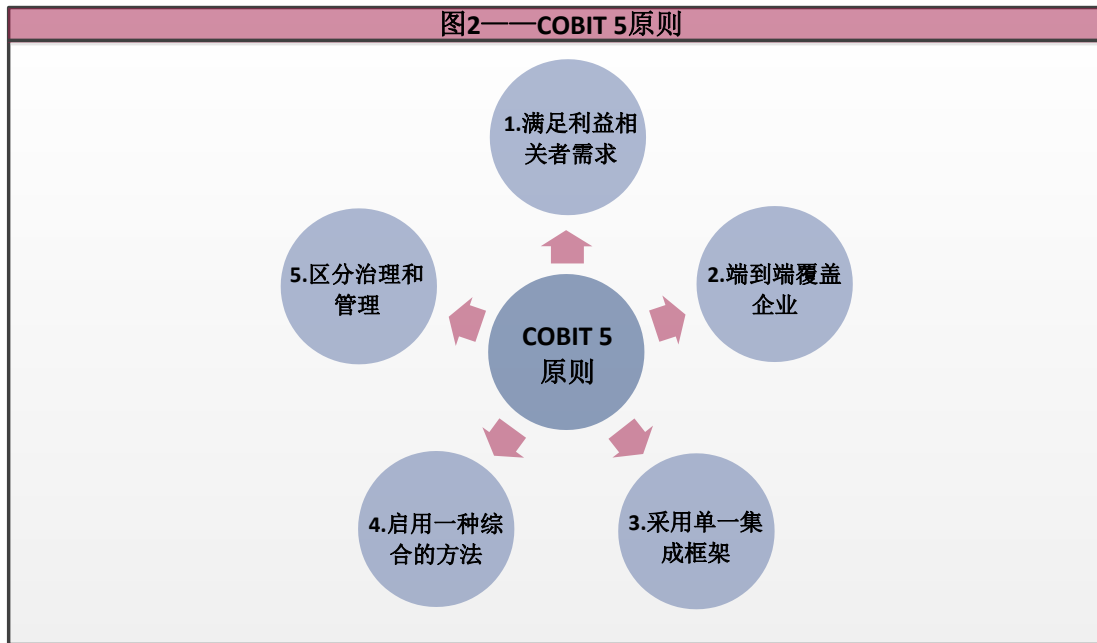 图2——COBIT 5原则
1.满足利益相
关者需求
2.端到端覆盖
企业
3.采用单一集
成框架
4.启用一种综
合的方法
5.区分治理和
管理
COBIT 5
原则